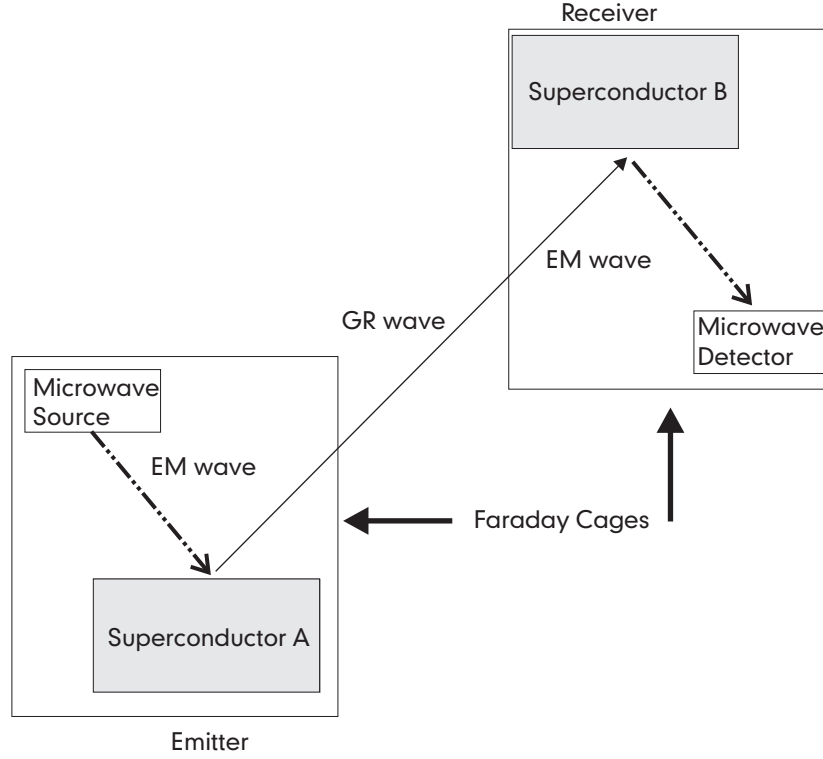 Receiver
Superconductor B
EM wave
GR wave
Microwave
Detector
Microwave
Source
EM wave
Faraday Cages
Superconductor A
Emitter